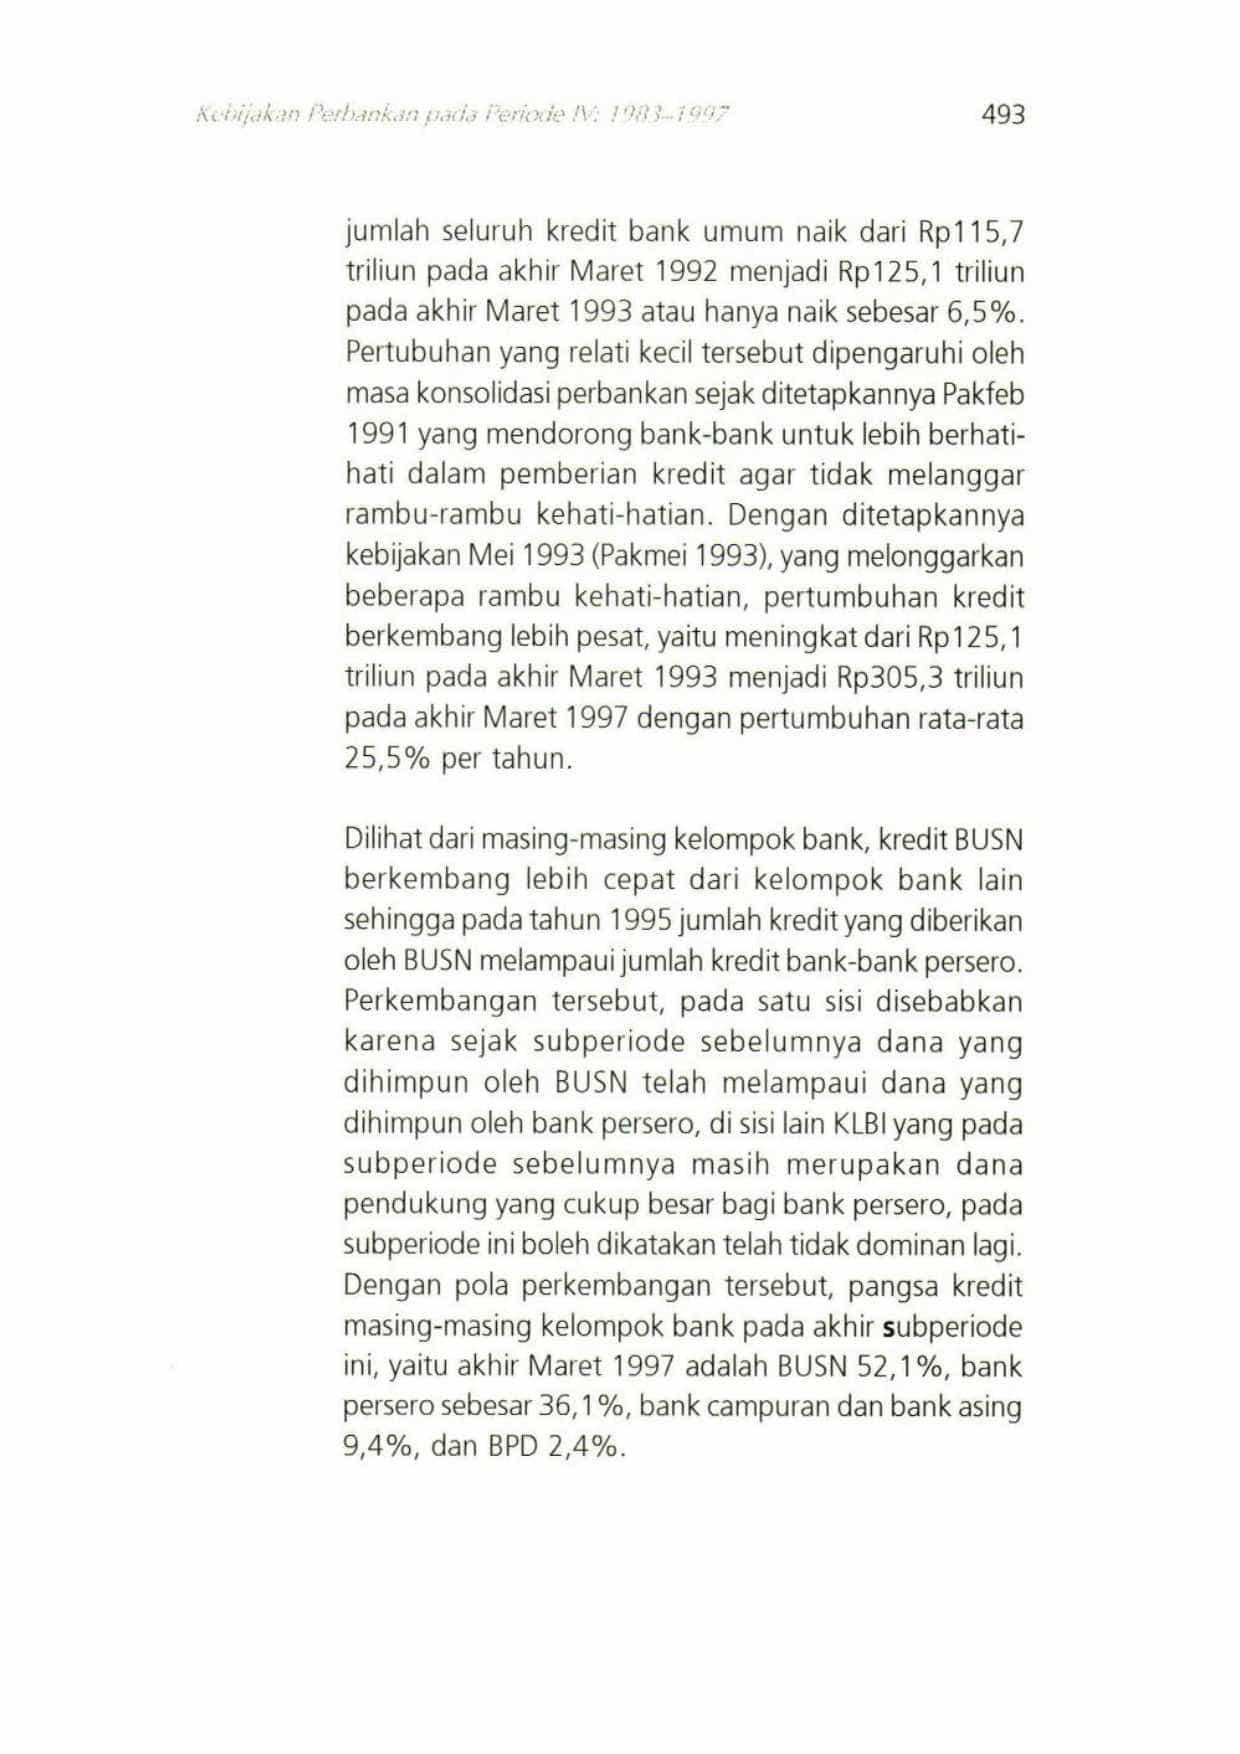 Kebijakan Perbankan pada Periode IV: 1983–1997
493
jumlah seluruh kredit bank umum naik dari Rp115,7
triliun pada akhir Maret 1992 menjadi Rp125,1 triliun
pada akhir Maret 1993 atau hanya naik sebesar 6,5%.
Pertubuhan yang relati kecil tersebut dipengaruhi oleh
masa konsolidasi perbankan sejak ditetapkannya Pakfeb
1991 yang mendorong bank-bank untuk lebih berhati-
hati dalam pemberian kredit agar tidak melanggar
rambu-rambu kehati-hatian. Dengan ditetapkannya
kebijakan Mei 1993 (Pakmei 1993), yang melonggarkan
beberapa rambu kehati-hatian, pertumbuhan kredit
berkembang lebih pesat, yaitu meningkat dari Rp125,1
triliun pada akhir Maret 1993 menjadi Rp305,3 triliun
pada akhir Maret 1997 dengan pertumbuhan rata-rata
25,5% per tahun.
Dilihat dari masing-masing kelompok bank, kredit BUSN
berkembang lebih cepat dari kelompok bank lain
sehingga pada tahun 1995 jumlah kredit yang diberikan
oleh BUSN melampaui jumlah kredit bank-bank persero.
Perkembangan tersebut, pada satu sisi disebabkan
karena sejak subperiode sebelumnya dana yang
dihimpun oleh BUSN telah melampaui dana yang
dihimpun oleh bank persero, di sisi lain KLBI yang pada
subperiode sebelumnya masih merupakan dana
pendukung yang cukup besar bagi bank persero, pada
subperiode ini boleh dikatakan telah tidak dominan lagi.
Dengan pola perkembangan tersebut, pangsa kredit
masing-masing kelompok bank pada akhir subperiode
ini, yaitu akhir Maret 1997 adalah BUSN 52,1%, bank
persero sebesar 36,1%, bank campuran dan bank asing
9,4%, dan BPD 2,4%.